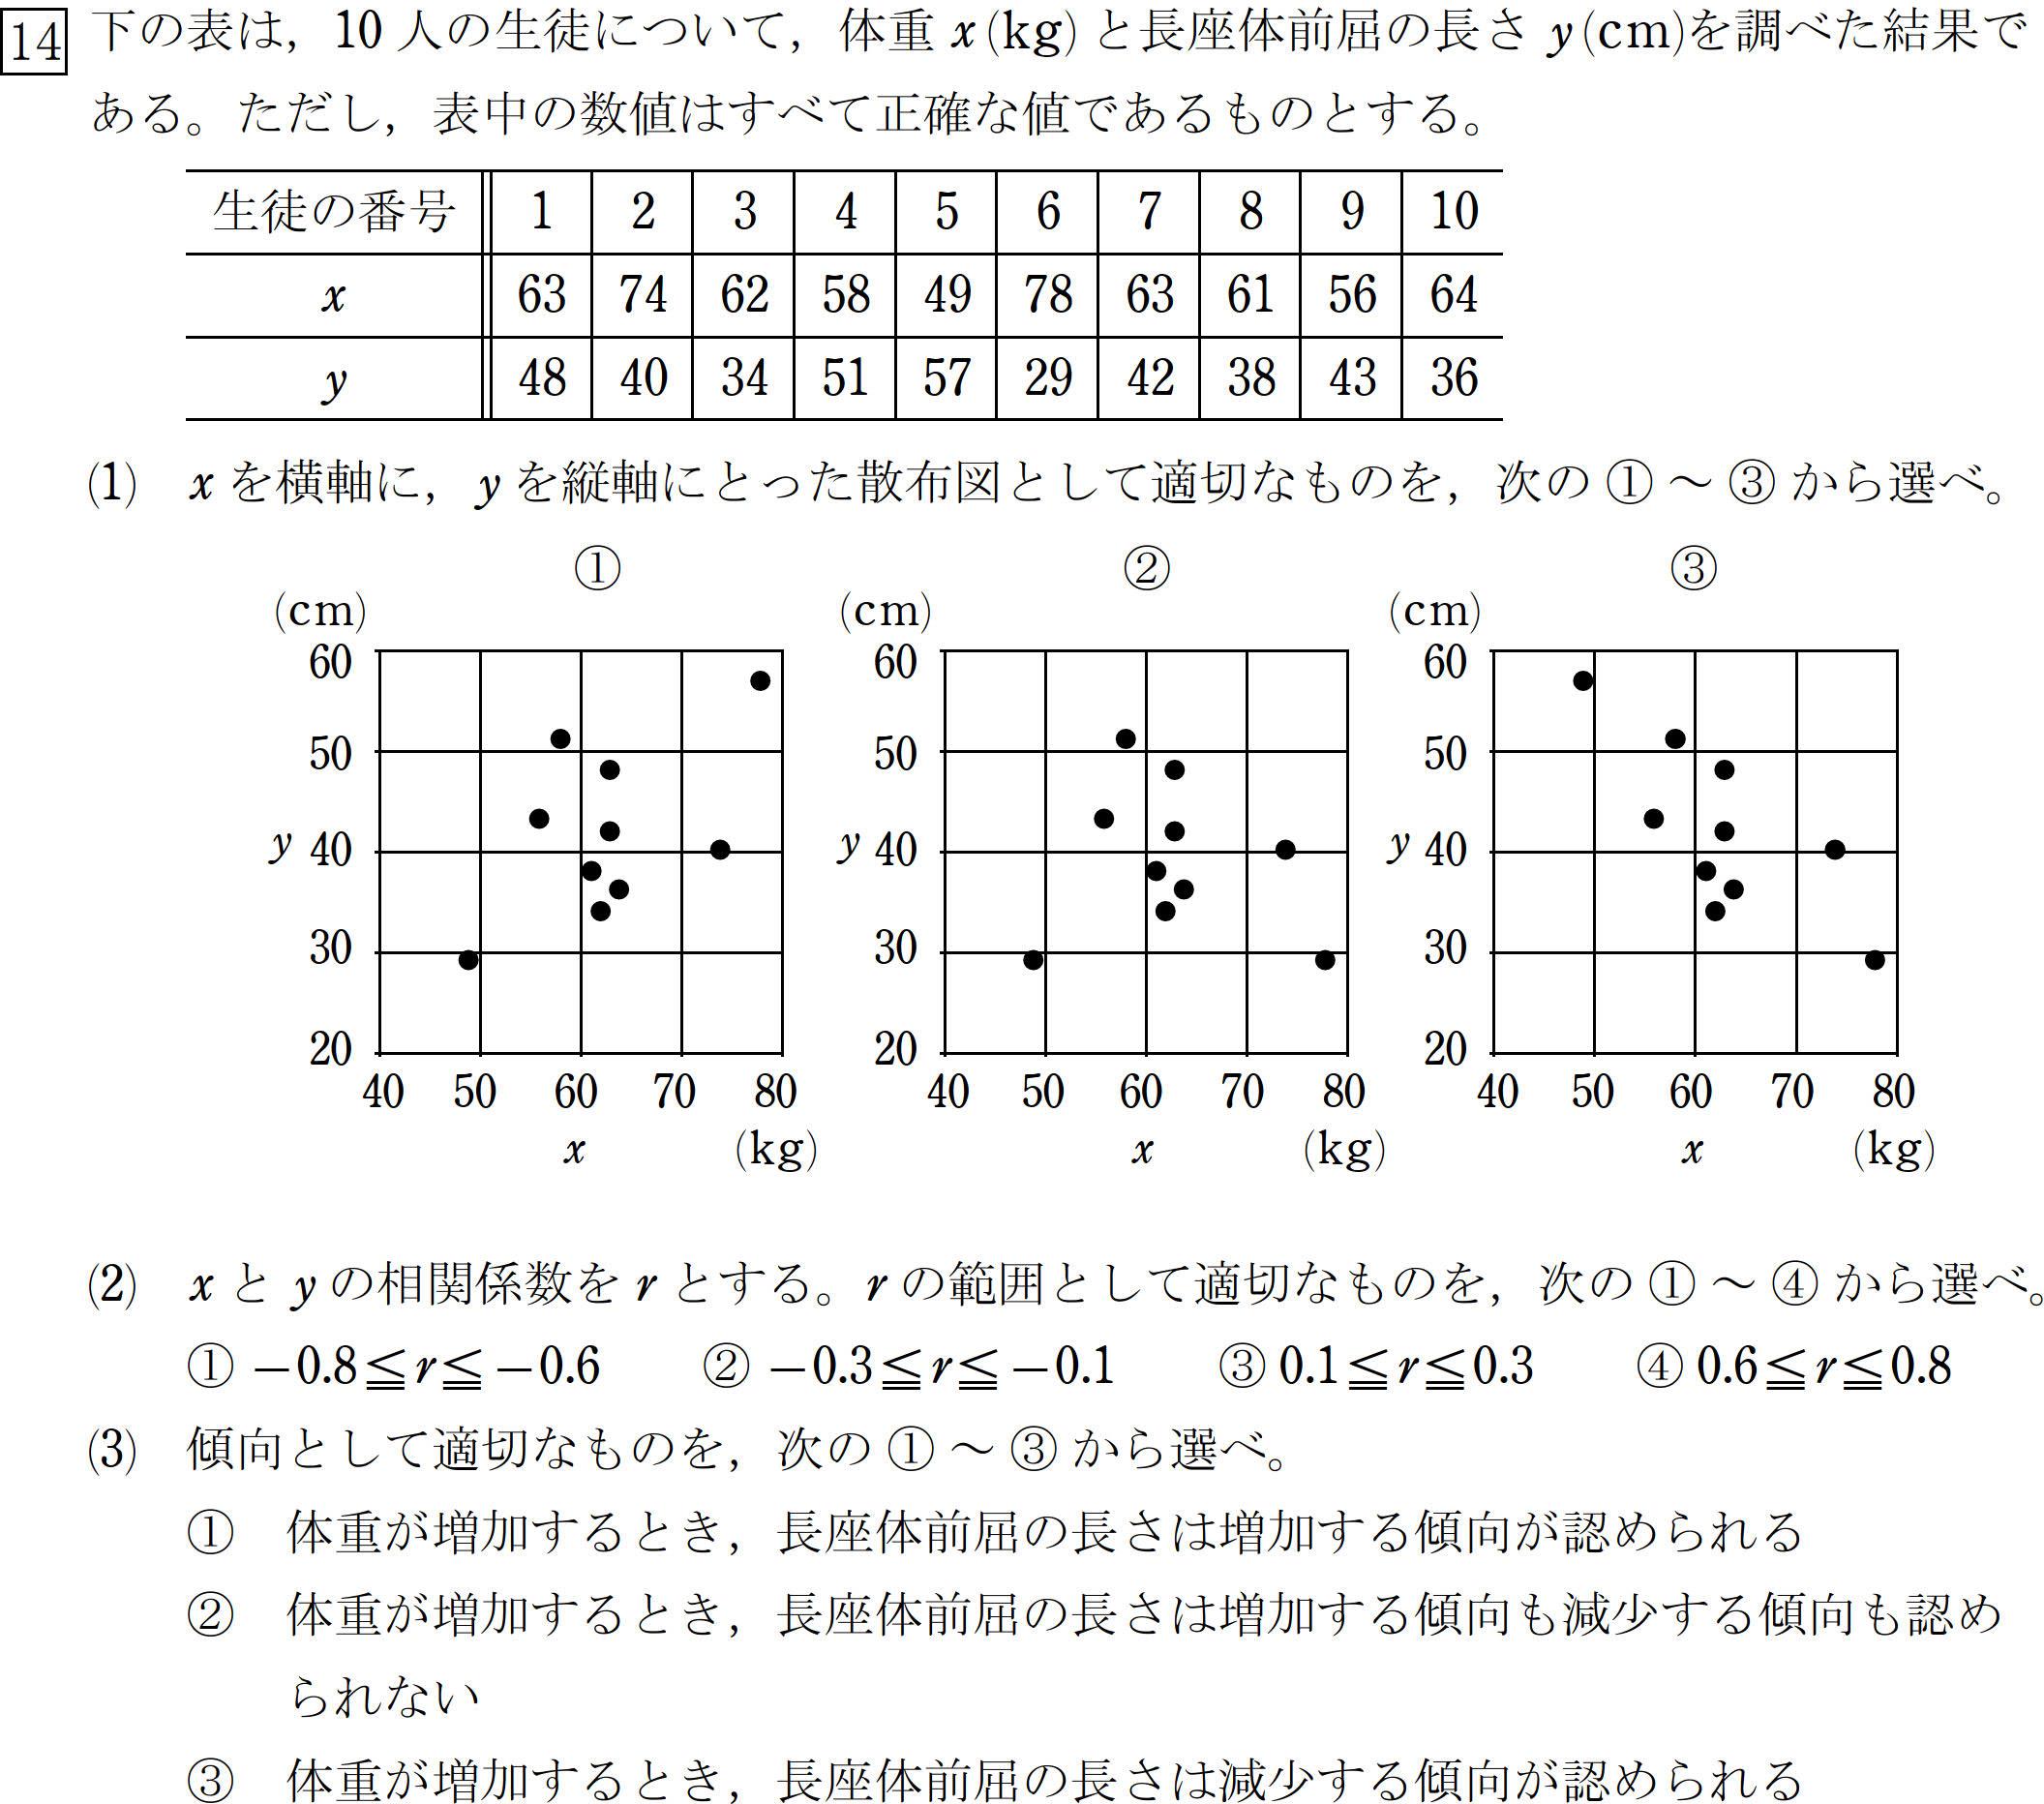 14 下の表は，10 人の生徒について，体重 x(kg) と長座体前屈の長さ y(cm)を調べた結果で
ある。ただし，表中の数値はすべて正確な値であるものとする。
生徒の番号 1 2 3 4 5 6 7 8 9 10
x 63 74 62 58 49 78 63 61 56 64
y 48 40 34 51 57 29 42 38 43 36
(1) x を横軸に，y を縦軸にとった散布図として適切なものを，次の ① ～ ③ から選べ。
① ② ③
(cm) (cm) (cm)
60 60 60
50 50 50
y 40 y 40 y 40
30 30 30
20 20 20
40 50 60 70 80 40 50 60 70 80 40 50 60 70 80
x (kg) x (kg) x (kg)
(2) x と y の相関係数を r とする。r の範囲として適切なものを，次の ① ～ ④ から選べ。
① −0.8≦r≦−0.6 ② −0.3≦r≦−0.1 ③ 0.1≦r≦0.3 ④ 0.6≦r≦0.8
(3) 傾向として適切なものを，次の ① ～ ③ から選べ。
① 体重が増加するとき，長座体前屈の長さは増加する傾向が認められる
② 体重が増加するとき，長座体前屈の長さは増加する傾向も減少する傾向も認め
られない
③ 体重が増加するとき，長座体前屈の長さは減少する傾向が認められる